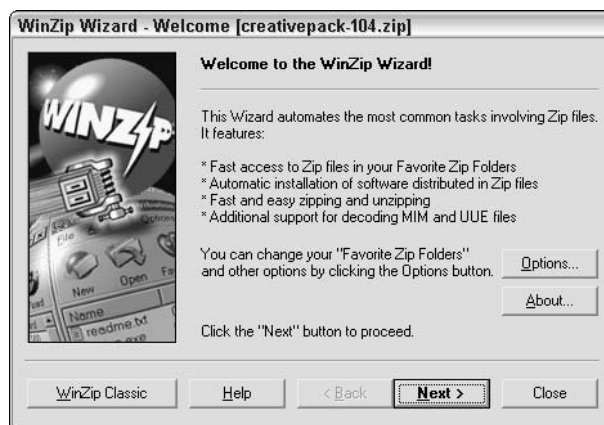 WinZip Wizard - Welcome [creativepack-104.zip]
WINZIP
File
Options
New
Open
Name
readme.txt
.exe
Welcome to the WinZip Wizard!
This Wizard automates the most common tasks involving Zip files.
It features:
* Fast access to Zip files in your Favorite Zip Folders
* Automatic installation of software distributed in Zip files
* Fast and easy zipping and unzipping
* Additional support for decoding MIM and UUE files
You can change your "Favorite Zip Folders"
and other options by clicking the Options button.
Options...
About...
Click the "Next" button to proceed.
WinZip Classic
Help
< Back
Next >
Close